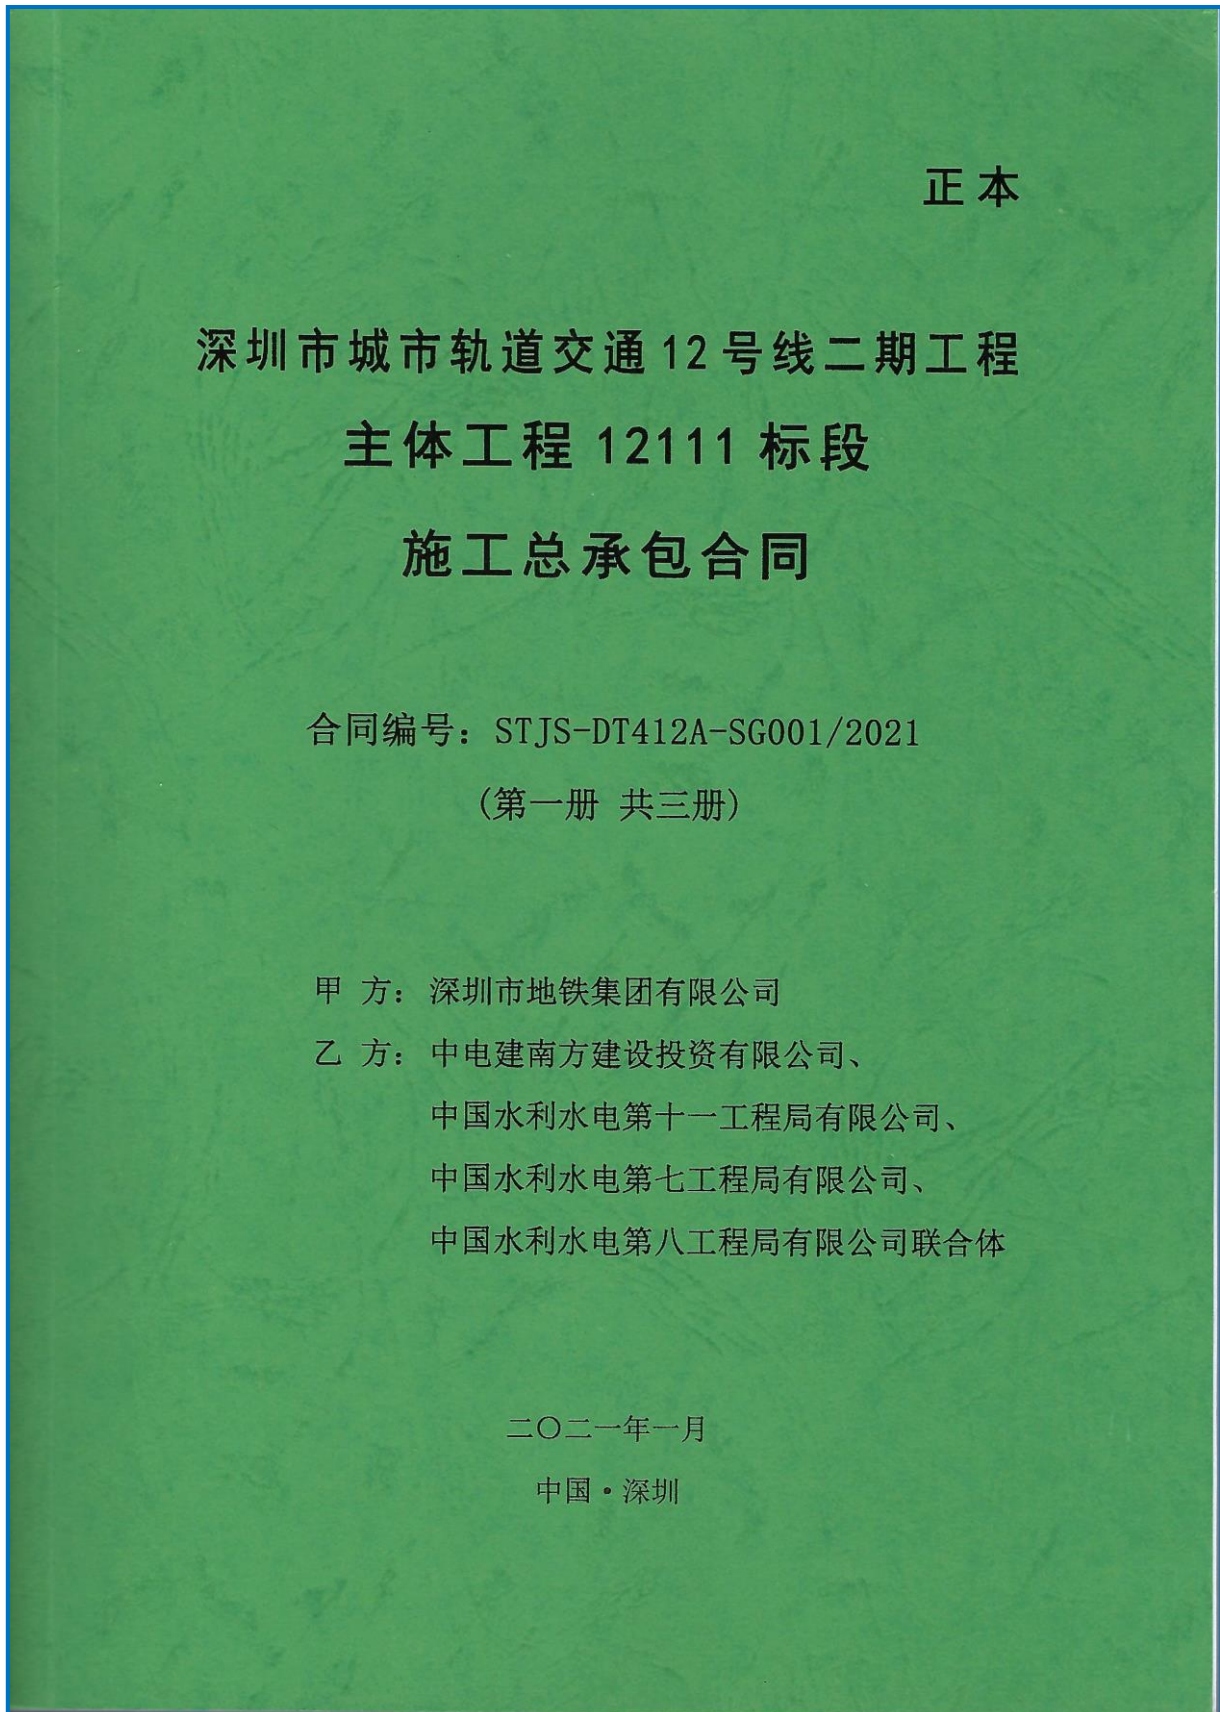 正本
深圳市城市轨道交通12号线二期工程
主体工程 12111 标段
施工总承包合同
合同编号：STJS-DT412A-SG001/2021
(第一册 共三册)
甲 方：深圳市地铁集团有限公司
乙 方：中电建南方建设投资有限公司、
中国水利水电第十一工程局有限公司、
中国水利水电第七工程局有限公司、
中国水利水电第八工程局有限公司联合体
二〇二一年一月
中国·深圳